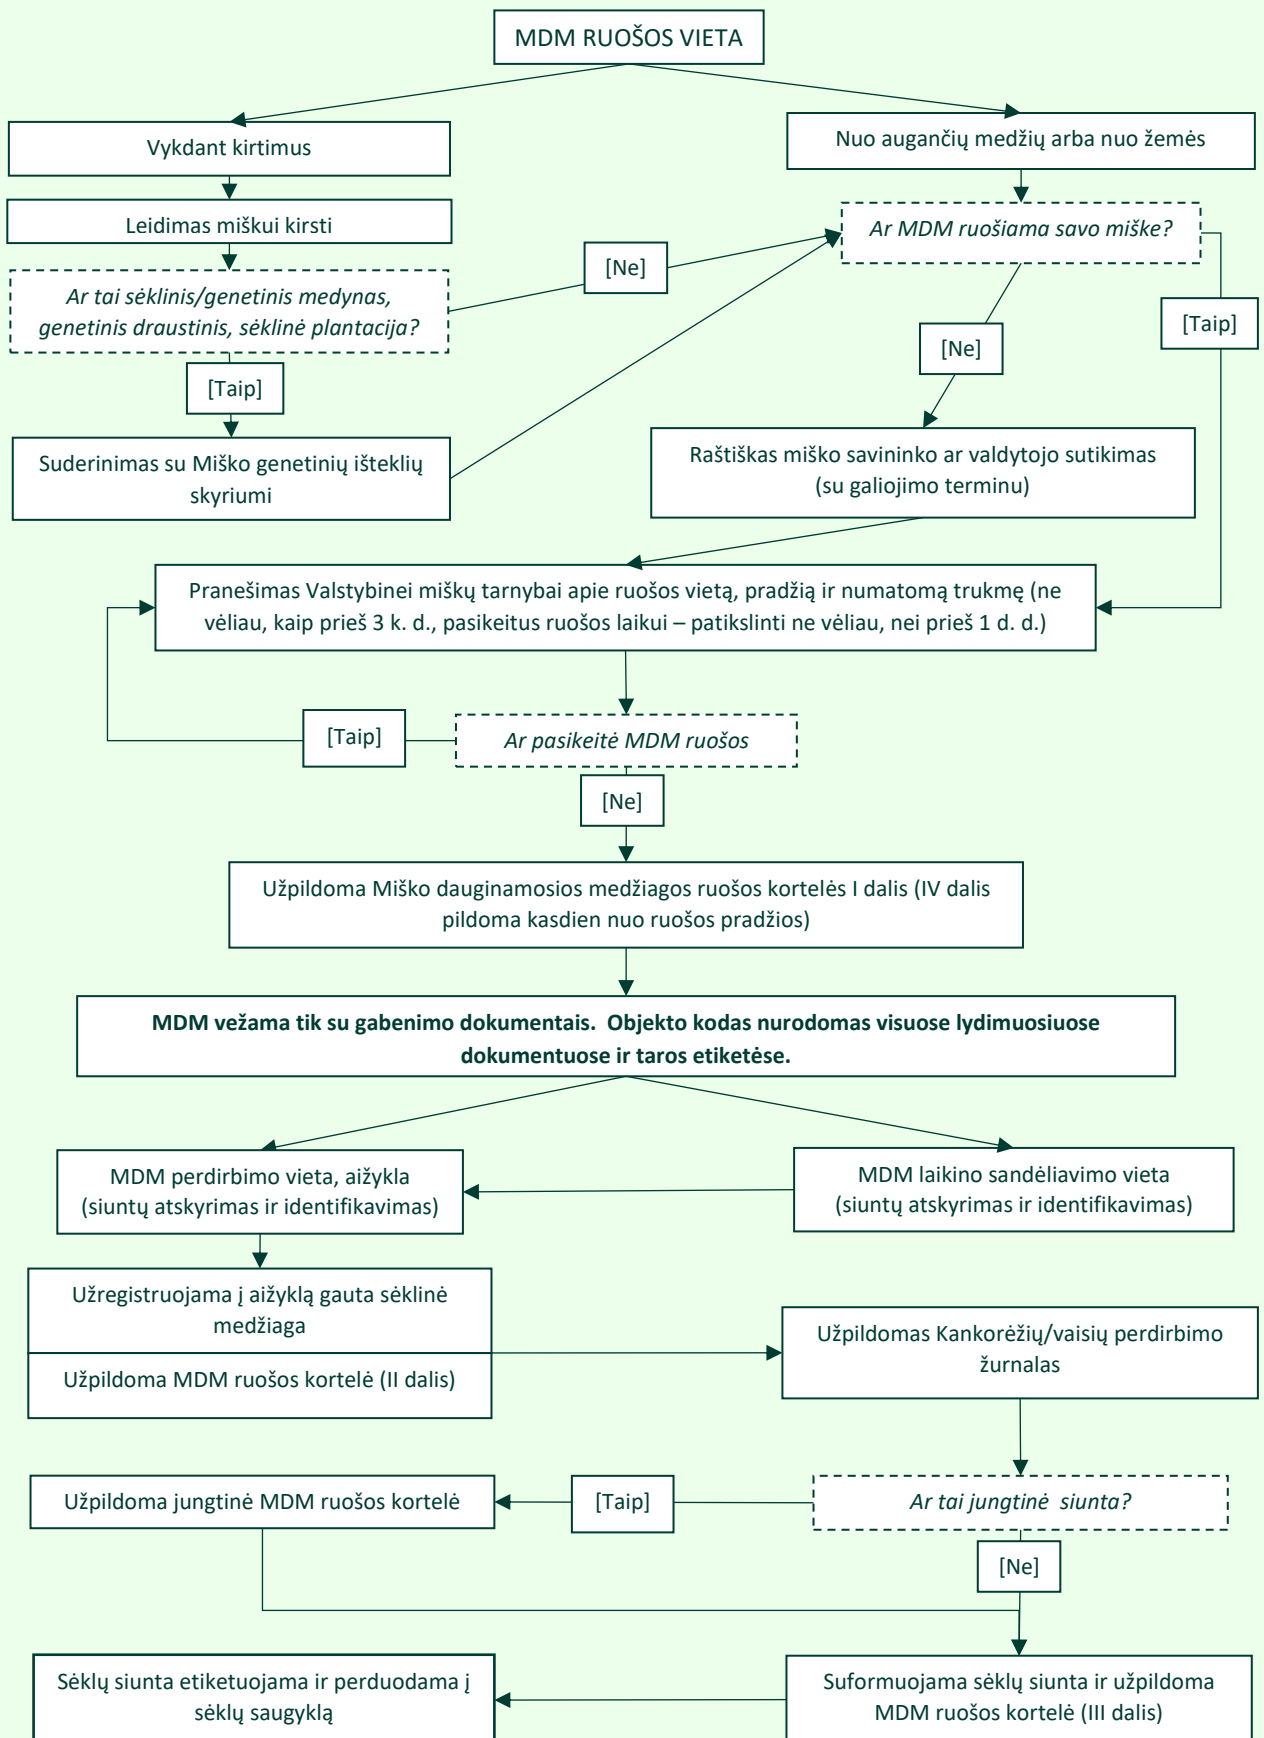 MDM RUOŠOS VIETA
Vykdant kirtimus
Nuo augančių medžių arba nuo žemės
Leidimas miškui kirsti
Ar MDM ruošiama savo miške?
[Ne]
Ar tai sėklinis/genetinis medynas,
genetinis draustinis, sėklinė plantacija?
[Taip]
[Ne]
[Taip]
Suderinimas su Miško genetinių išteklių
skyriumi
Raštiškas miško savininko ar valdytojo sutikimas
(su galiojimo terminu)
Pranešimas Valstybinei miškų tarnybai apie ruošos vietą, pradžią ir numatomą trukmę (ne
vėliau, kaip prieš 3 k. d., pasikeitus ruošos laikui – patikslinti ne vėliau, nei prieš 1 d. d.)
[Taip]
Ar pasikeitė MDM ruošos
[Ne]
Užpildoma Miško dauginamosios medžiagos ruošos kortelės I dalis (IV dalis
pildoma kasdien nuo ruošos pradžios)
MDM vežama tik su gabenimo dokumentais.  Objekto kodas nurodomas visuose lydimuosiuose
dokumentuose ir taros etiketėse.
MDM perdirbimo vieta, aižykla
(siuntų atskyrimas ir identifikavimas)
MDM laikino sandėliavimo vieta
(siuntų atskyrimas ir identifikavimas)
Užregistruojama į aižyklą gauta sėklinė
medžiaga
Užpildoma MDM ruošos kortelė (II dalis)
Užpildomas Kankorėžių/vaisių perdirbimo
žurnalas
Užpildoma jungtinė MDM ruošos kortelė
[Taip]
Ar tai jungtinė  siunta?
[Ne]
Sėklų siunta etiketuojama ir perduodama į
sėklų saugyklą
Suformuojama sėklų siunta ir užpildoma
MDM ruošos kortelė (III dalis)